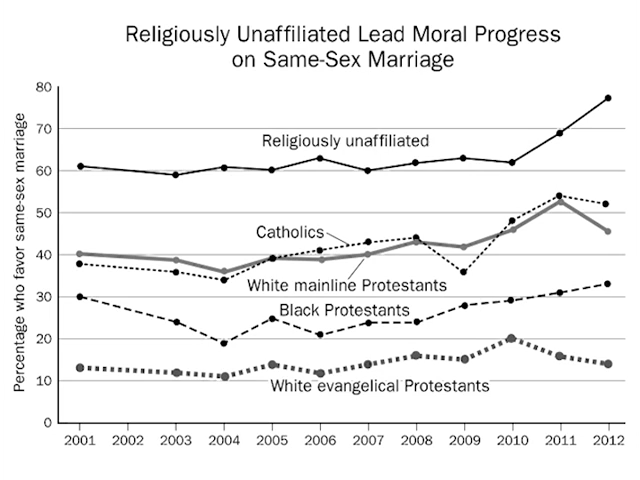 Religiously Unaffiliated Lead Moral Progress
on Same-Sex Marriage
Percentage who favor same-sex marriage
80
70
60
50
40
30
20
10
0
Religiously unaffiliated
Catholics
White mainline Protestants
Black Protestants
White evangelical Protestants
2001 2002 2003 2004 2005 2006 2007 2008 2009 2010 2011 2012